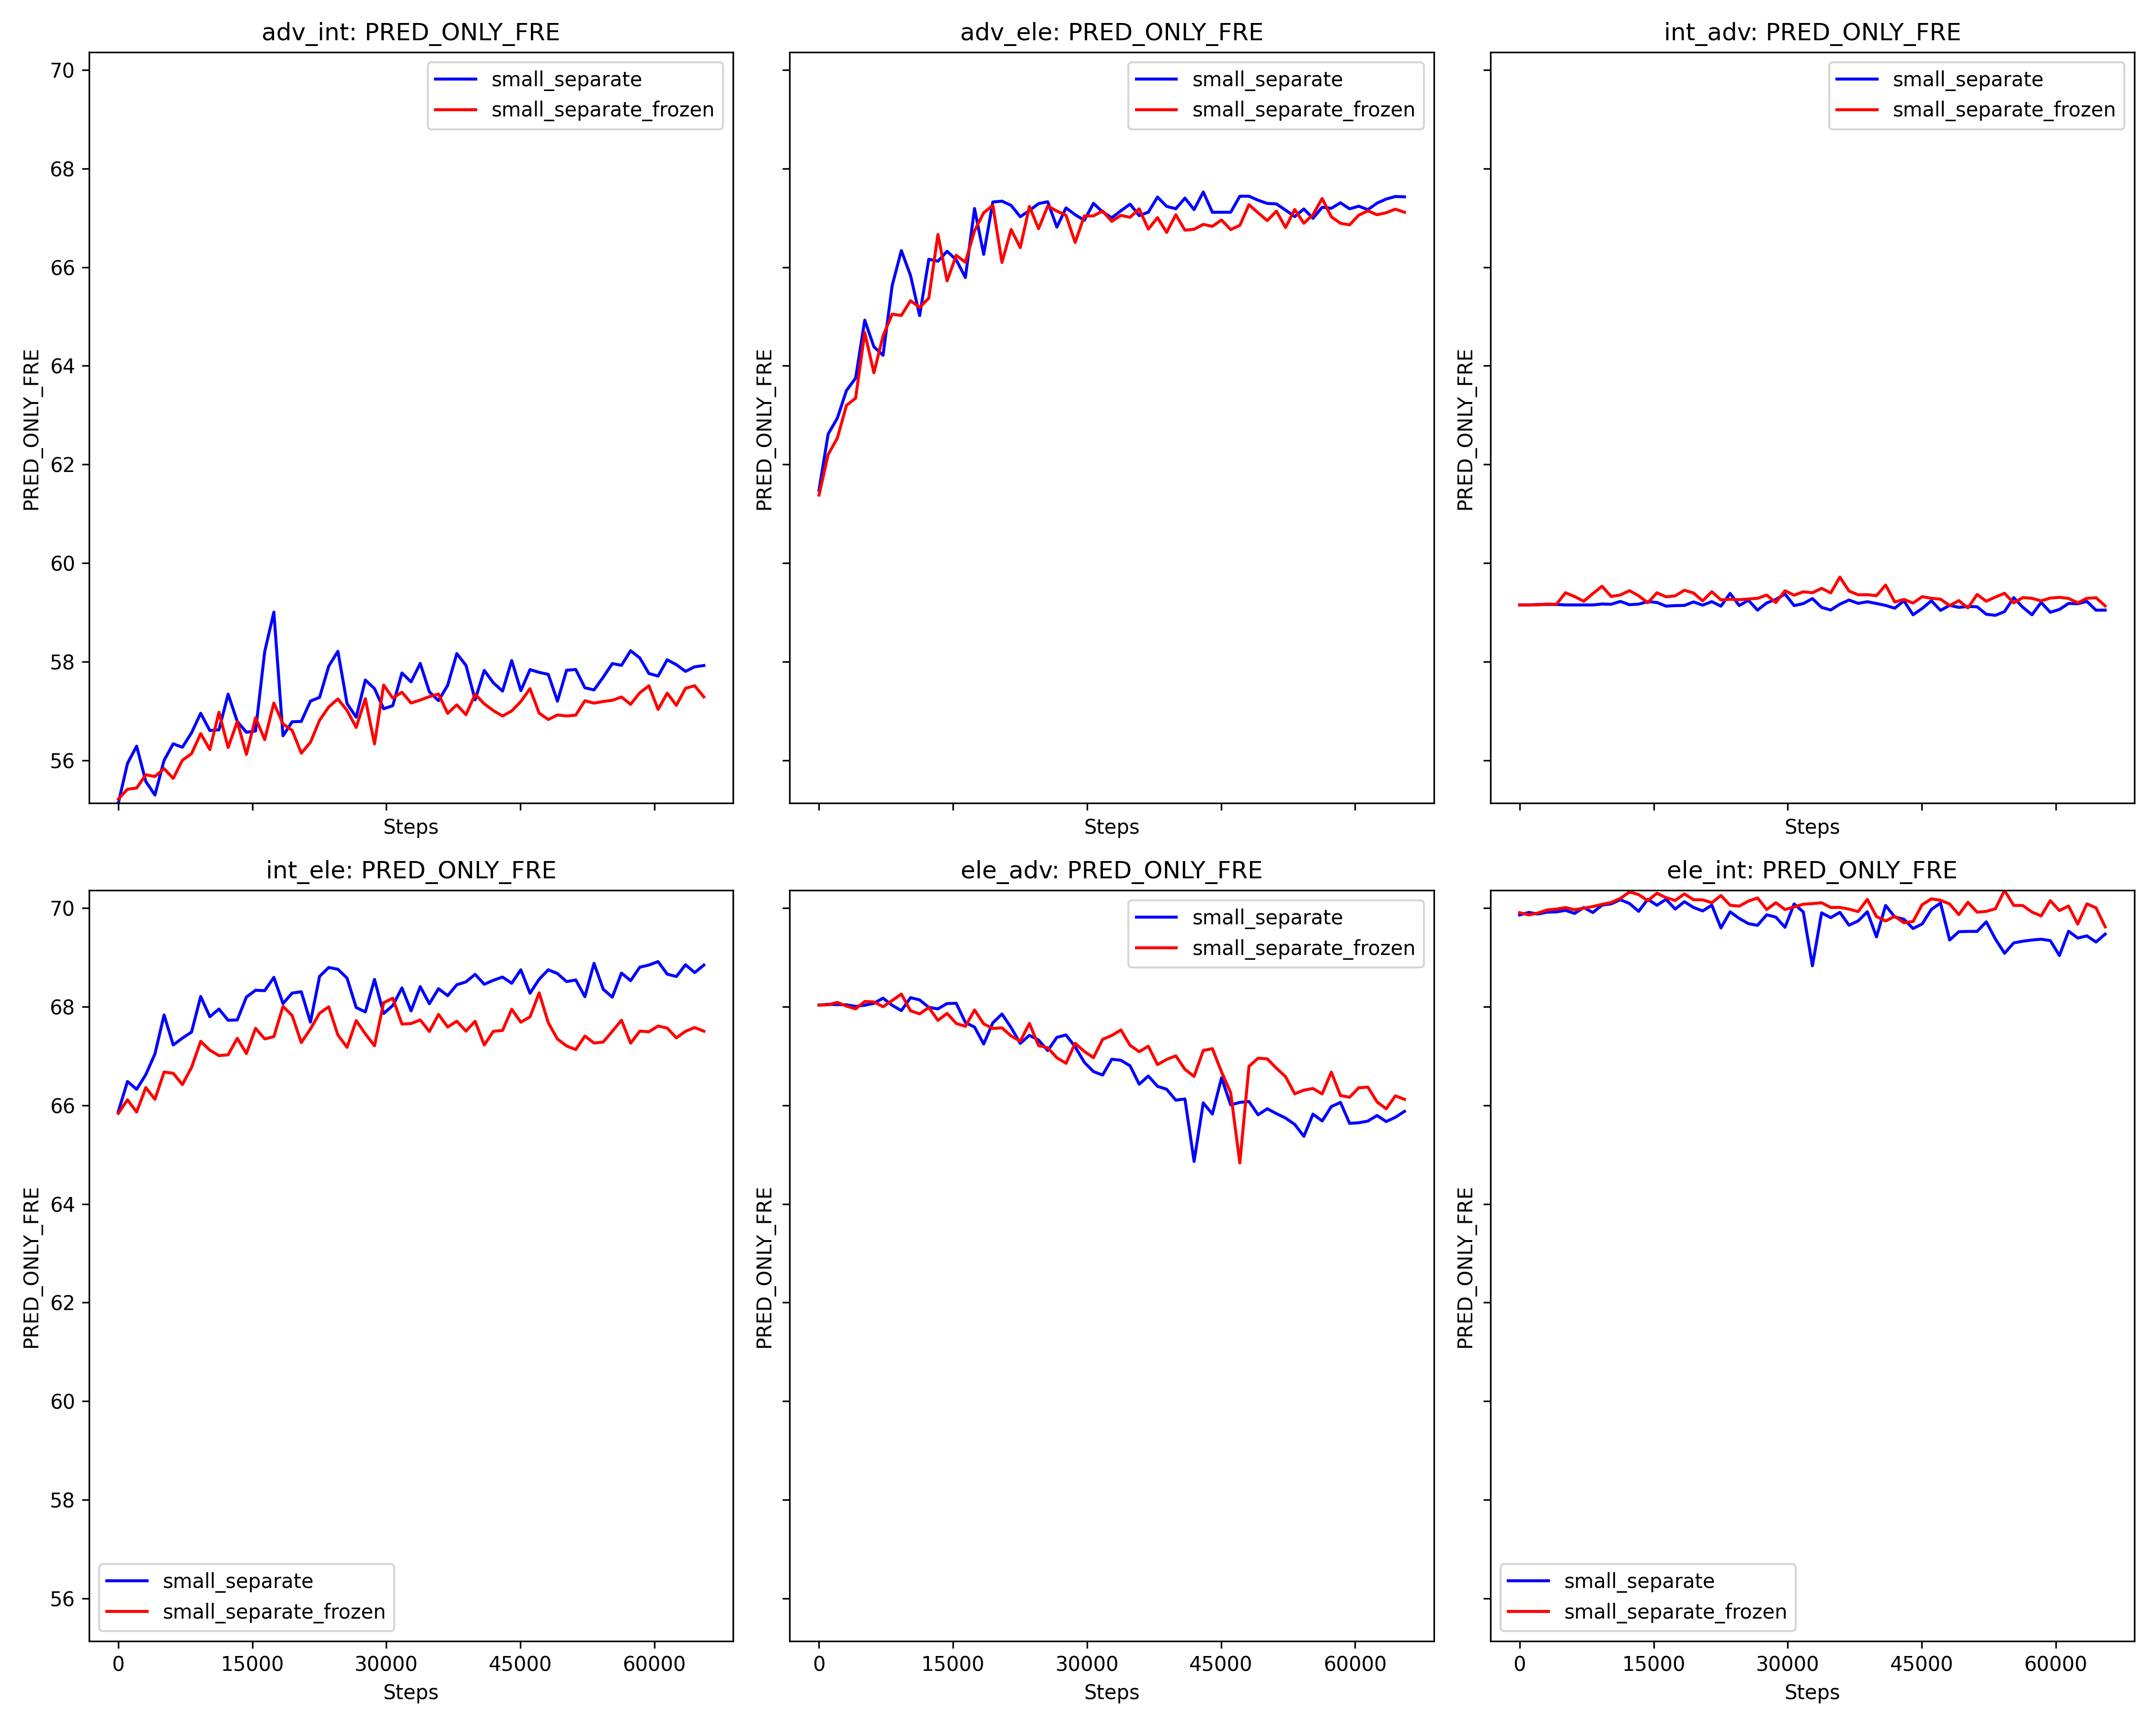 adv_int: PRED_ONLY_FRE
adv_ele: PRED_ONLY_FRE
int_adv: PRED_ONLY_FRE
70
68
66
64
62
60
58
56
PRED_ONLY_FRE
small_separate
small_separate_frozen
Steps
PRED_ONLY_FRE
small_separate
small_separate_frozen
Steps
PRED_ONLY_FRE
small_separate
small_separate_frozen
Steps
int_ele: PRED_ONLY_FRE
ele_adv: PRED_ONLY_FRE
ele_int: PRED_ONLY_FRE
70
68
66
64
62
60
58
56
PRED_ONLY_FRE
small_separate
small_separate_frozen
0 15000 30000 45000 60000
Steps
PRED_ONLY_FRE
small_separate
small_separate_frozen
0 15000 30000 45000 60000
Steps
PRED_ONLY_FRE
small_separate
small_separate_frozen
0 15000 30000 45000 60000
Steps